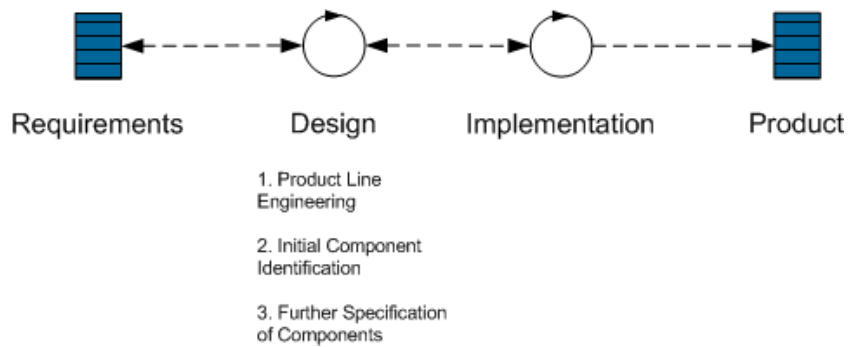 Requirements Design Implementation Product
1. Product Line
Engineering
2. Initial Component
Identification
3. Further Specification
of Components